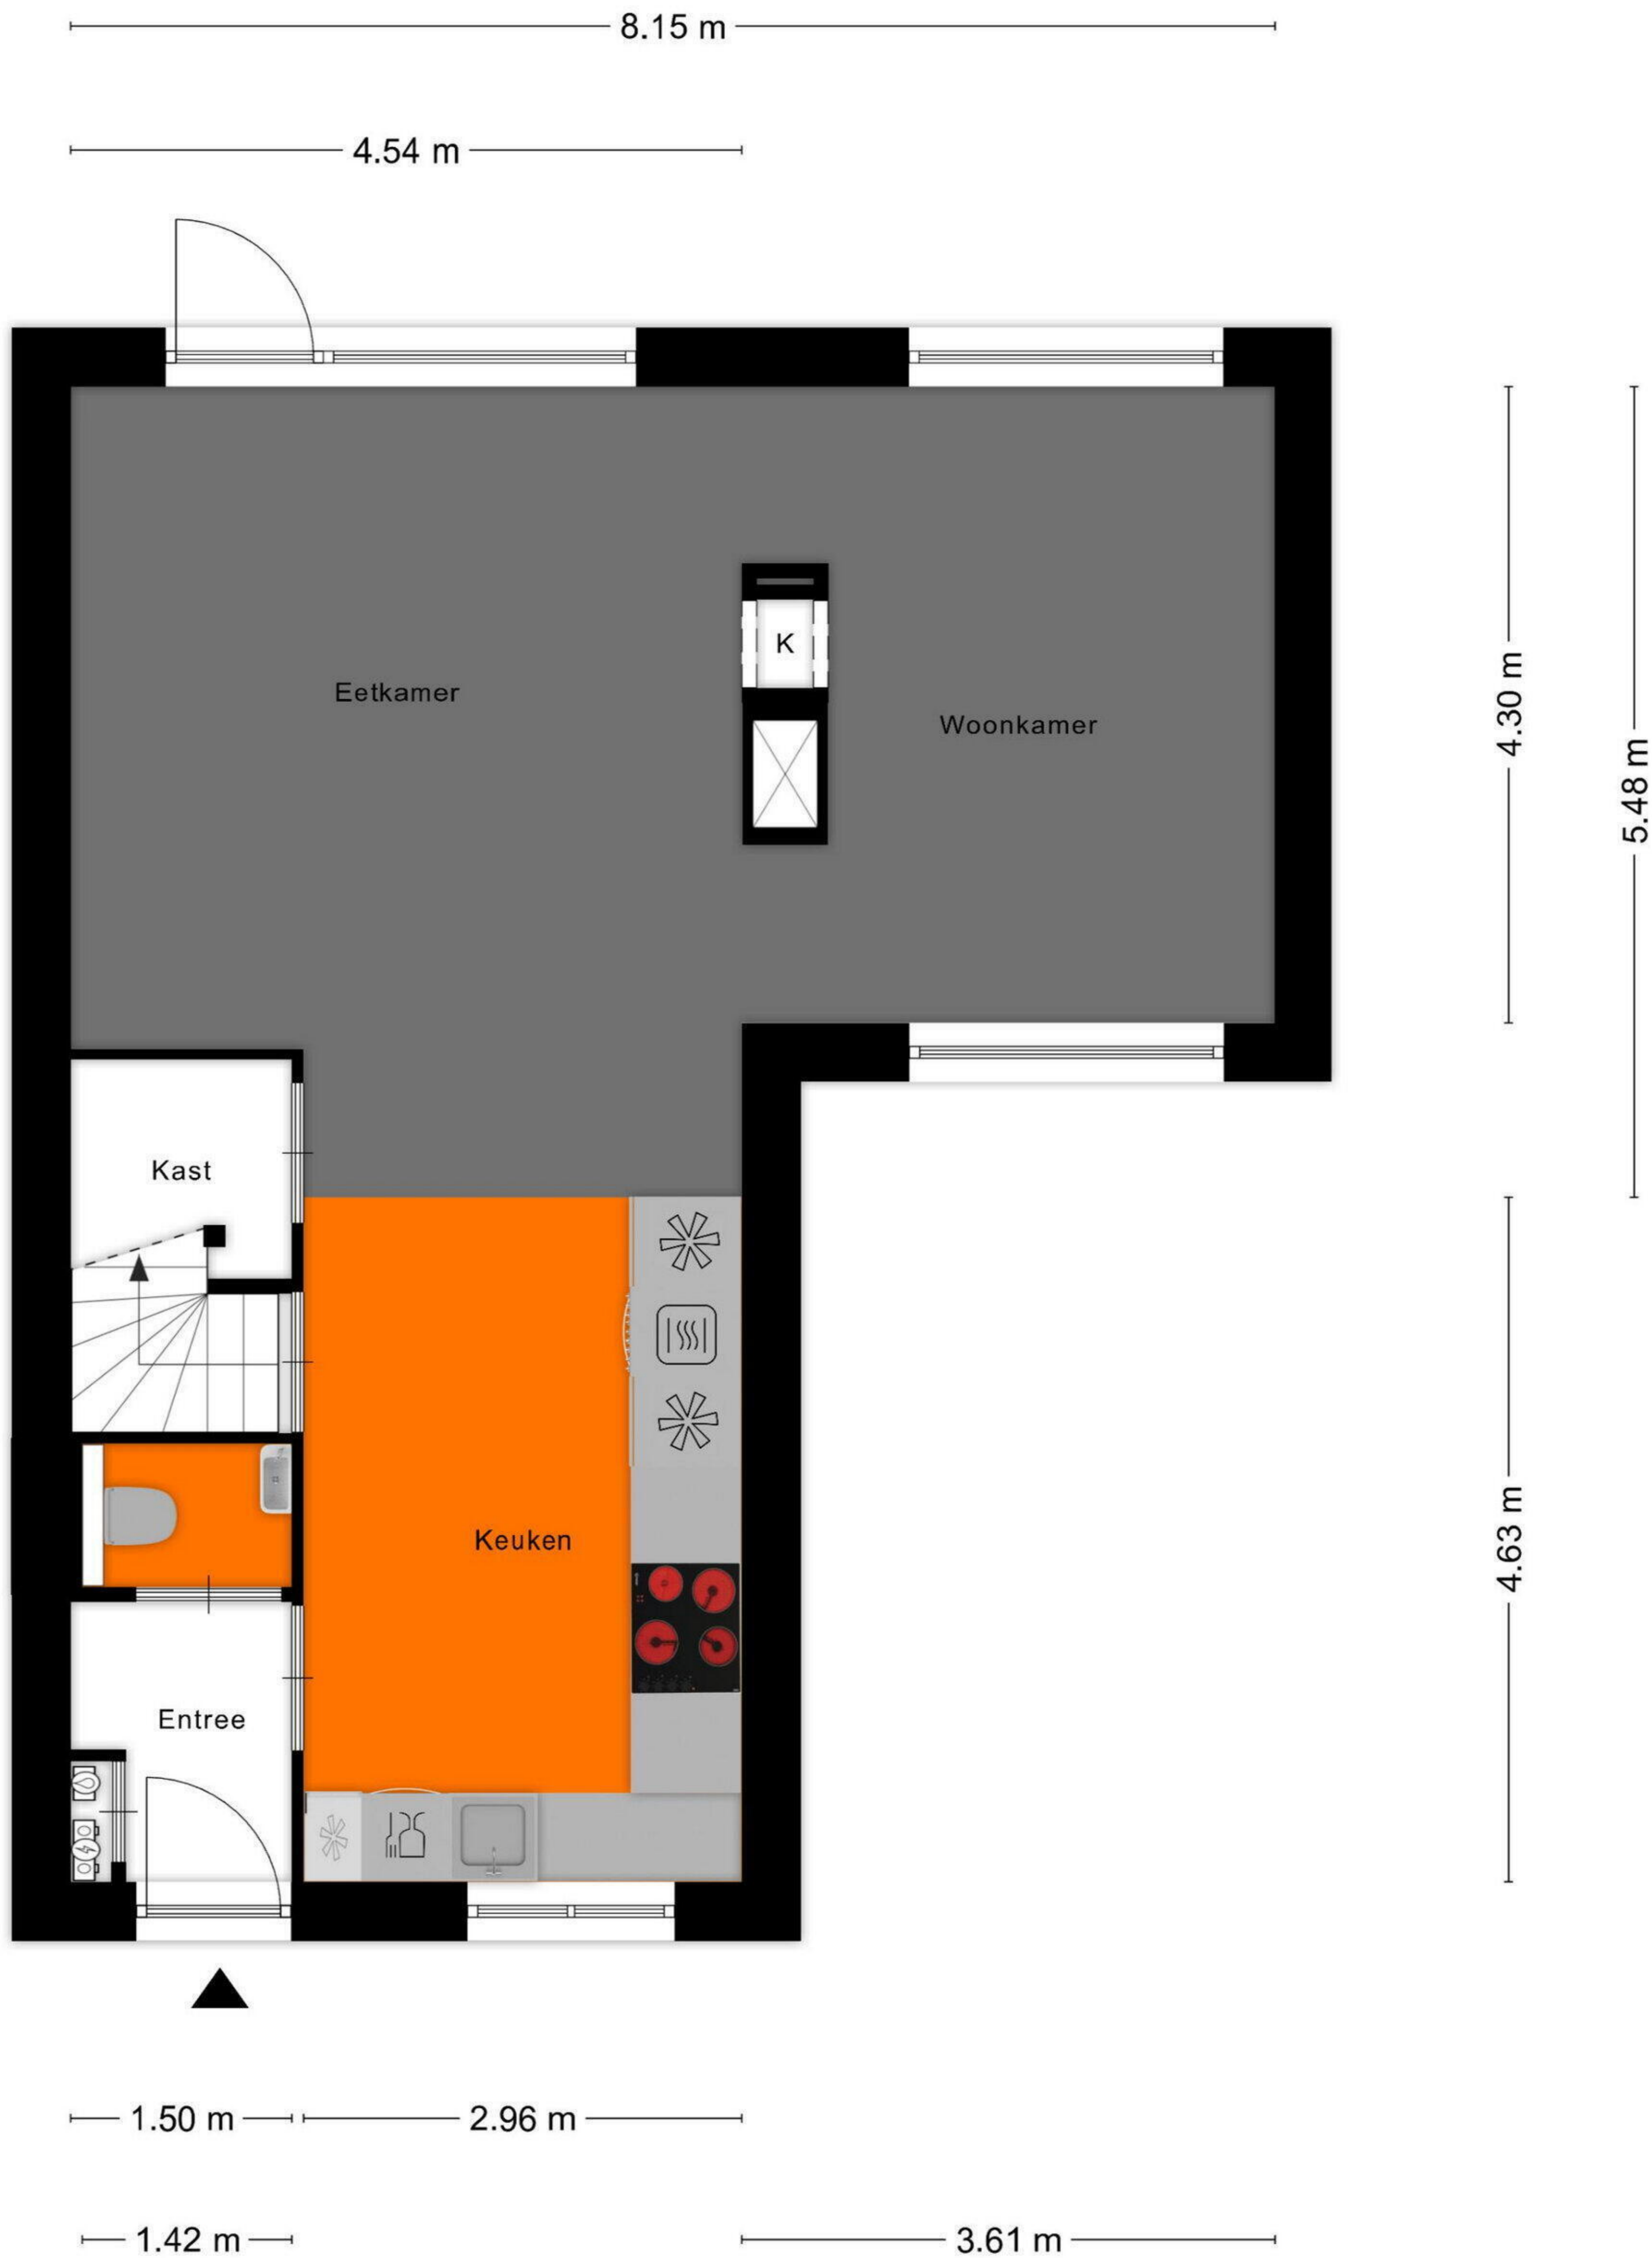 8.15 m
4.54 m
K
Eetkamer
Woonkamer
4.30 m
5.48 m
Kast
Keuken
4.63 m
Entree
1.50 m
2.96 m
1.42 m
3.61 m